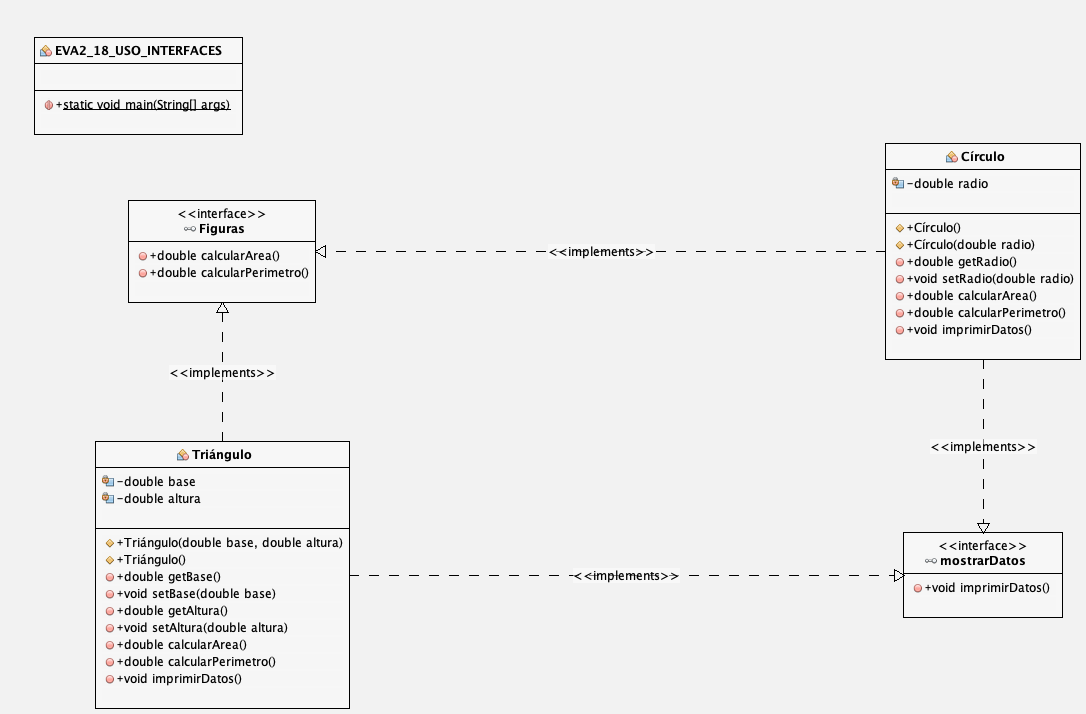 EVA2_18_USO_INTERFACES
+static void main(String[] args)
<<interface>>
Figuras
+double calcularArea()
+double calcularPerimetro()
<<implements>>
Círculo
-double radio
+Círculo()
+Círculo(double radio)
+double getRadio()
+void setRadio(double radio)
+double calcularArea()
+double calcularPerimetro()
+void imprimirDatos()
<<implements>>
Triángulo
-double base
-double altura
+Triángulo(double base, double altura)
+Triángulo()
+double getBase()
+void setBase(double base)
+double getAltura()
+void setAltura(double altura)
+double calcularArea()
+double calcularPerimetro()
+void imprimirDatos()
<<implements>>
<<implements>>
<<interface>>
mostrarDatos
+void imprimirDatos()